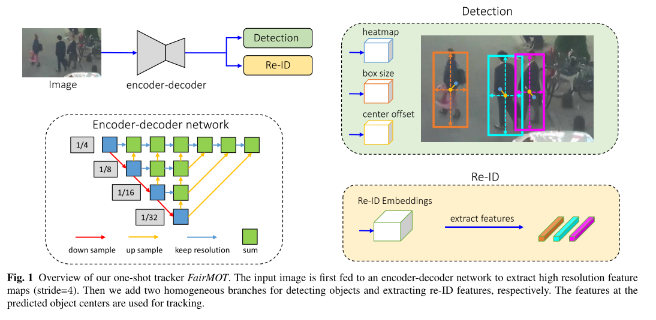 Image
encoder-decoder
Detection
Re-ID
Encoder-decoder network
1/4
1/8
1/16
1/32
down sample
up sample
keep resolution
sum
Detection
heatmap
box size
center offset
Re-ID
Re-ID Embeddings
extract features
Fig. 1 Overview of our one-shot tracker FairMOT. The input image is first fed to an encoder-decoder network to extract high resolution feature
maps (stride=4). Then we add two homogeneous branches for detecting objects and extracting re-ID features, respectively. The features at the
predicted object centers are used for tracking.